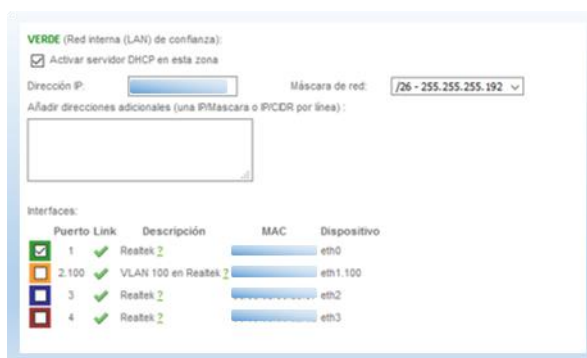 VERDE (Red interna (LAN) de confianza):
Activar servidor DHCP en esta zona
Dirección IP: Máscara de red: /26 - 255.255.255.192
Añadir direcciones adicionales (una IP/Mascara o IP/CIDR por línea) :
Interfaces:
Puerto Link Descripción MAC Dispositivo
1 Realtek ? eth0
2.100 VLAN 100 en Realtek ? eth1.100
3 Realtek ? eth2
4 Realtek ? eth3